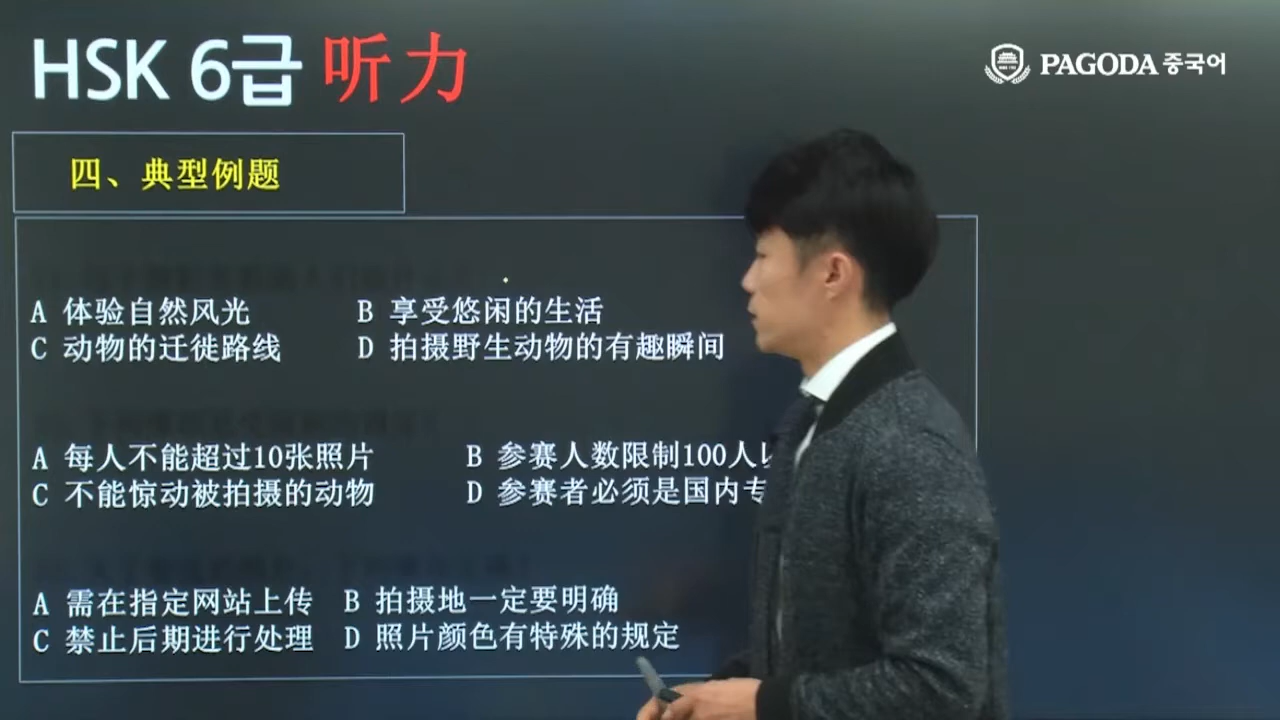 HSK 6급 听力
PAGODA 중국어
四、典型例题
A 体验自然风光 B 享受悠闲的生活
C 动物的迁徙路线 D 拍摄野生动物的有趣瞬间
A 每人不能超过10张照片 B 参赛人数限制100人
C 不能惊动被拍摄的动物 D 参赛者必须是国内专
A 需在指定网站上传 B 拍摄地一定要明确
C 禁止后期进行处理 D 照片颜色有特殊的规定